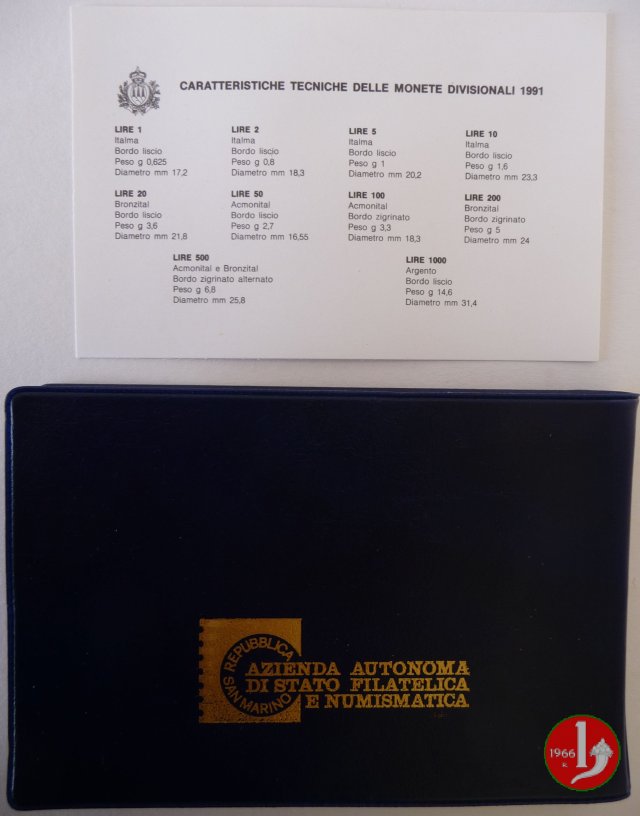 CARATTERISTICHE TECNICHE DELLE MONETE DIVISIONALI 1991
LIRE 1
Italma
Bordo liscio
Peso g 0,625
Diametro mm 17,2
LIRE 2
Italma
Bordo liscio
Peso g 0,8
Diametro mm 18,3
LIRE 5
Italma
Bordo liscio
Peso g 1
Diametro mm 20,2
LIRE 10
Italma
Bordo liscio
Peso g 1,6
Diametro mm 23,3
LIRE 20
Bronzital
Bordo liscio
Peso g 3,6
Diametro mm 21,8
LIRE 50
Acmonital
Bordo liscio
Peso g 2,7
Diametro mm 16,55
LIRE 100
Acmonital
Bordo zigrinato
Peso g 3,3
Diametro mm 18,3
LIRE 200
Bronzital
Bordo zigrinato
Peso g 5
Diametro mm 24
LIRE 500
Acmonital e Bronzital
Bordo zigrinato alternato
Peso g 6,8
Diametro mm 25,8
LIRE 1000
Argento
Bordo liscio
Peso g 14,6
Diametro mm 31,4
REPUBBLICA
SAN MARINO
AZIENDA AUTONOMA
DI STATO FILATELICA
E NUMISMATICA
1966
K